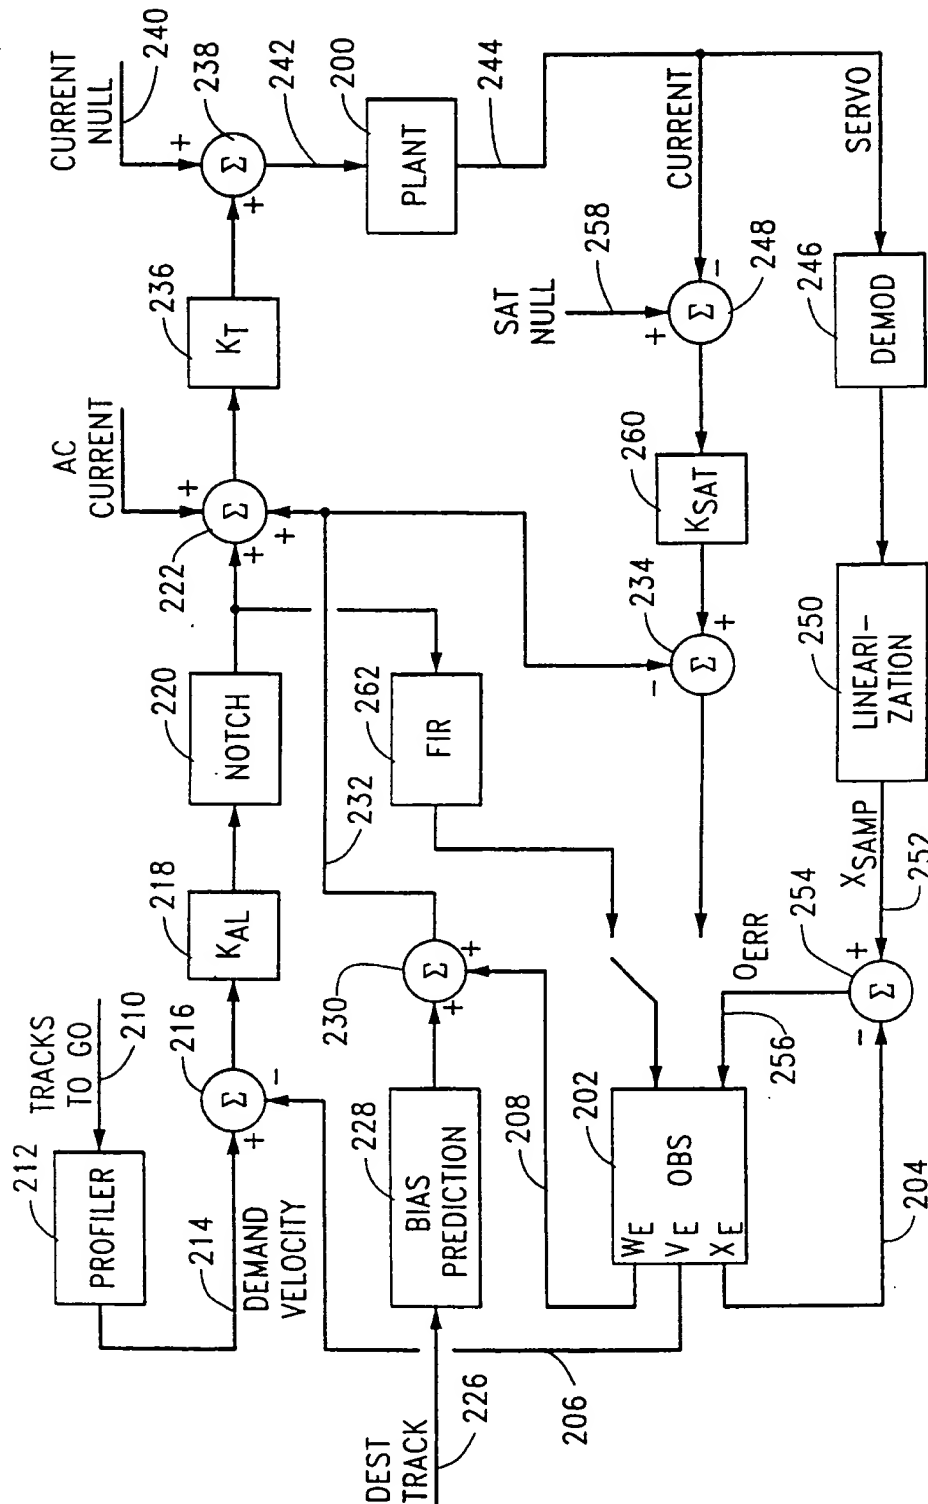 TRACKS
TO GO
210
212
PROFILER
214
DEMAND
VELOCITY
216
Σ
+
-
218
KAL
220
NOTCH
222
Σ
+
+
+
AC
CURRENT
236
KT
CURRENT
NULL
240
238
Σ
+
+
242
200
PLANT
244
DEST
TRACK
226
228
BIAS
PREDICTION
230
Σ
+
+
232
262
FIR
206
208
202
OBS
WE
VE
XE
234
Σ
-
+
260
KSAT
SAT
NULL
258
248
Σ
+
-
CURRENT
SERVO
204
256
OERR
254
Σ
+
-
XSAMP
252
250
LINEARI-
ZATION
246
DEMOD